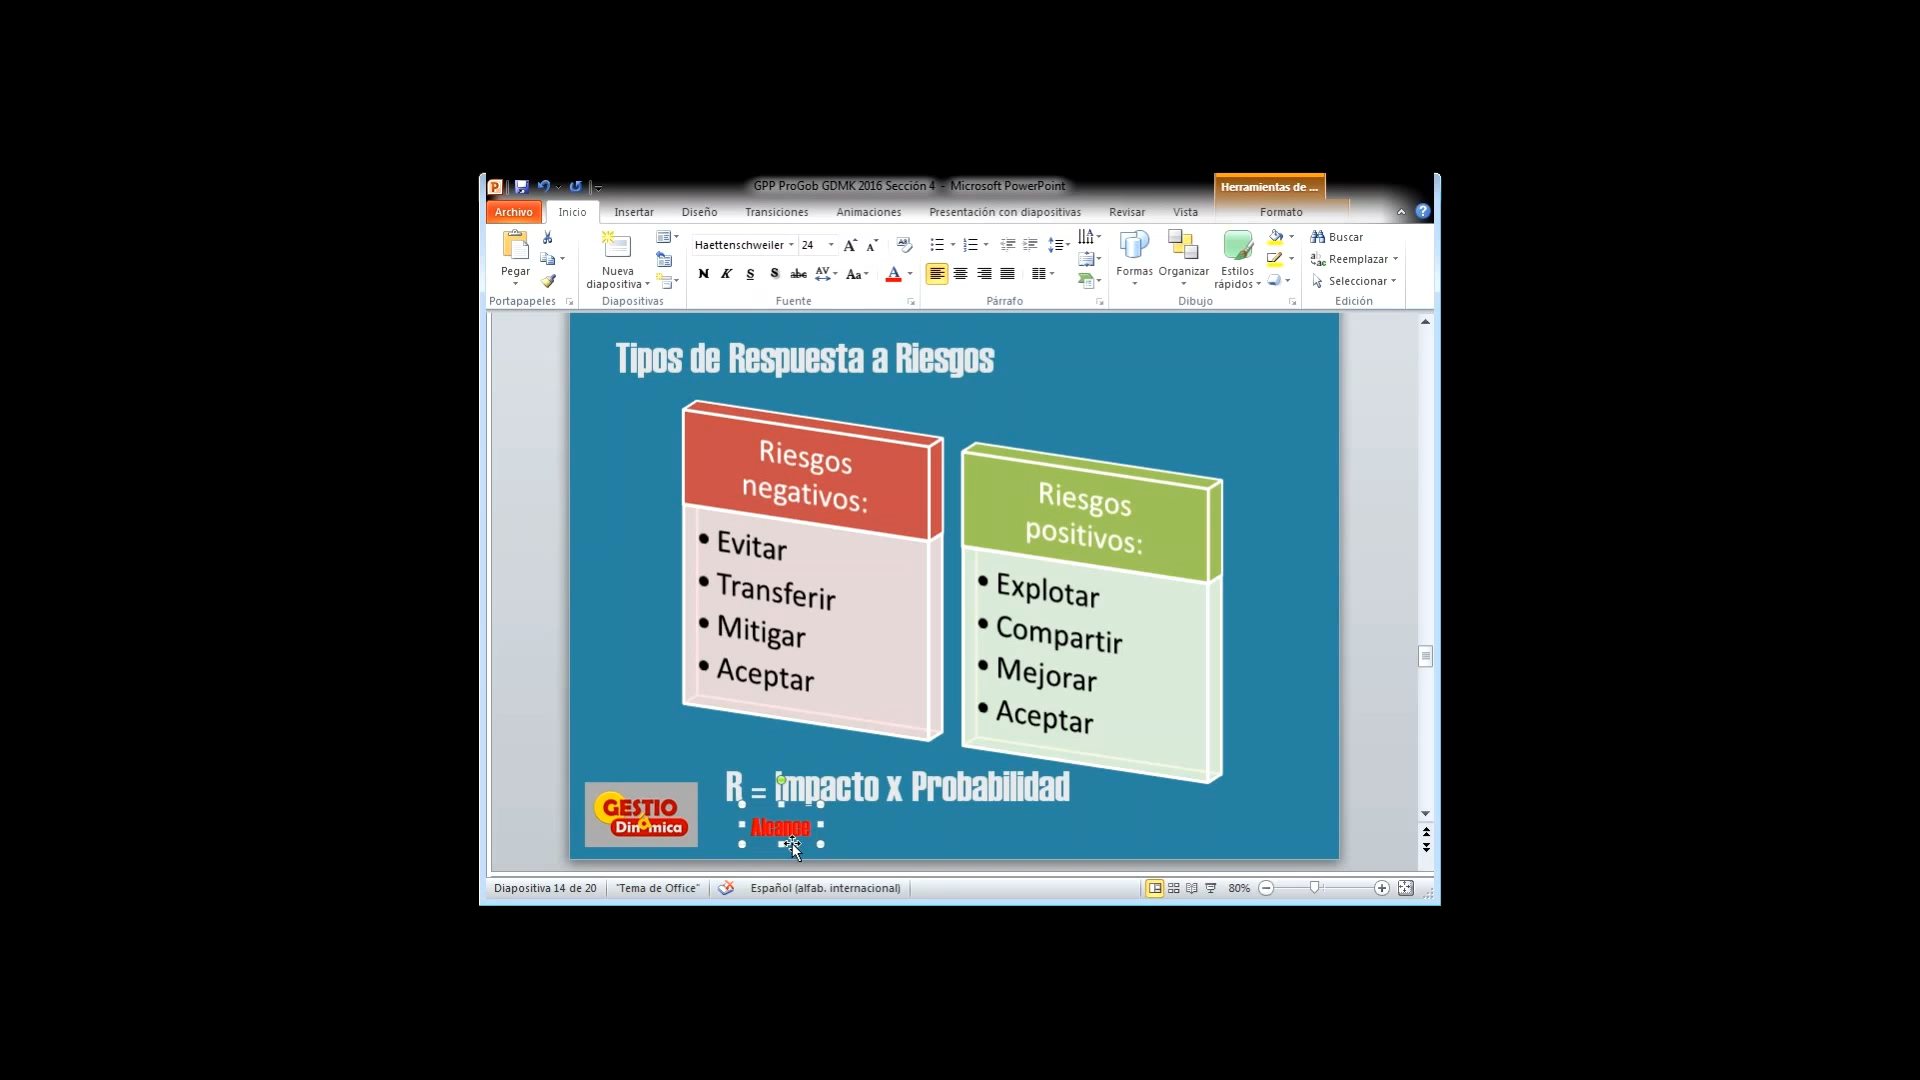 GPP ProGob GDMK 2016 Sección 4 - Microsoft PowerPoint
Herramientas de ...
Archivo Inicio Insertar Diseño Transiciones Animaciones Presentación con diapositivas Revisar Vista Formato
Haettenschweiler 24
Pegar
Nueva
diapositiva
N K S S abc AV Aa A
Formas Organizar Estilos
rápidos
Buscar
Reemplazar
Seleccionar
Portapapeles Diapositivas Fuente Párrafo Dibujo Edición
Tipos de Respuesta a Riesgos
Riesgos
negativos:
• Evitar
• Transferir
• Mitigar
• Aceptar
Riesgos
positivos:
• Explotar
• Compartir
• Mejorar
• Aceptar
R = Impacto x Probabilidad
Alcance
GESTIO
Dinámica
Diapositiva 14 de 20 "Tema de Office" Español (alfab. internacional) 80%